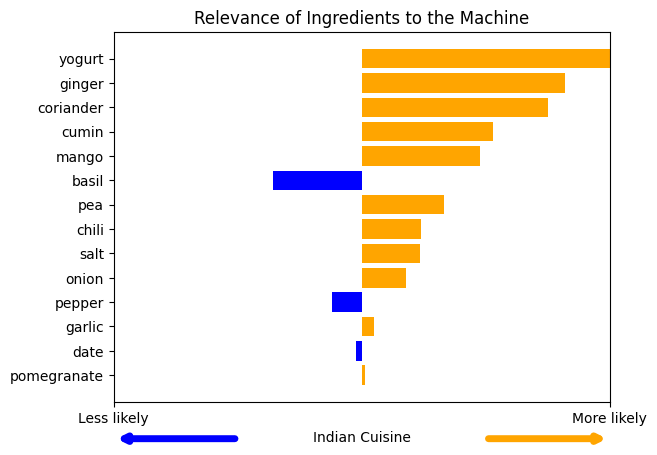 Relevance of Ingredients to the Machine
yogurt
ginger
coriander
cumin
mango
basil
pea
chili
salt
onion
pepper
garlic
date
pomegranate
Less likely More likely
Indian Cuisine